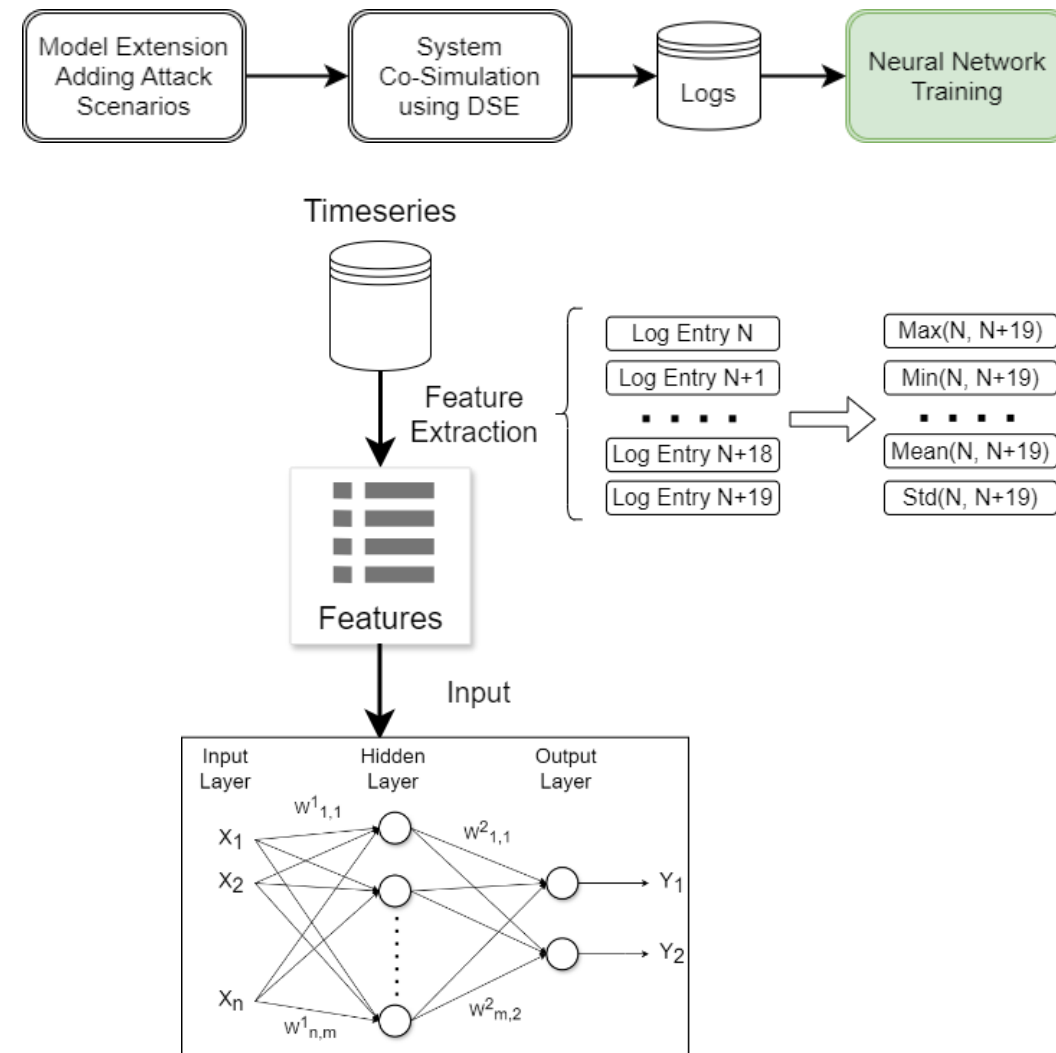 Model Extension
Adding Attack
Scenarios
System
Co-Simulation
using DSE
Logs
Neural Network
Training
Timeseries
Feature
Extraction
Log Entry N
Log Entry N+1
. . . .
Log Entry N+18
Log Entry N+19
Max(N, N+19)
Min(N, N+19)
. . . .
Mean(N, N+19)
Std(N, N+19)
Features
Input
Input
Layer
Hidden
Layer
Output
Layer
W¹₁,₁
W²₁,₁
X₁
X₂
Xₙ
W¹ₙ,ₘ
W²ₘ,₂
Y₁
Y₂